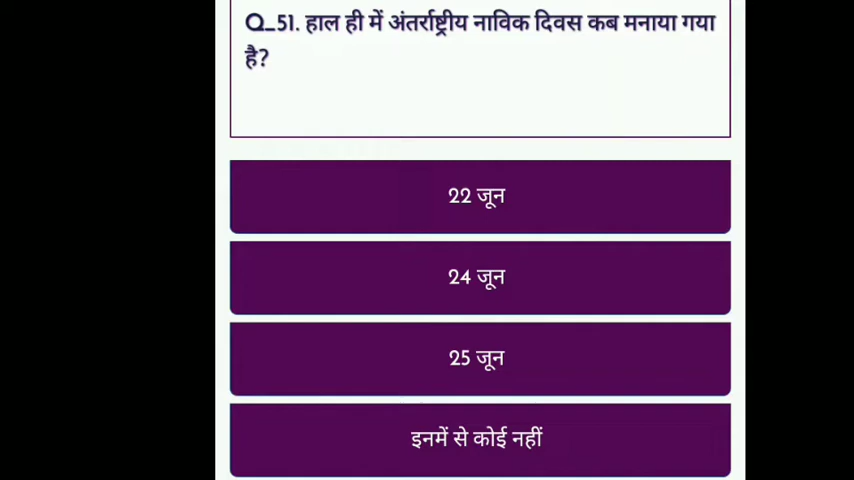 Q_51. हाल ही में अंतर्राष्ट्रीय नाविक दिवस कब मनाया गया
है?
22 जून
24 जून
25 जून
इनमें से कोई नहीं